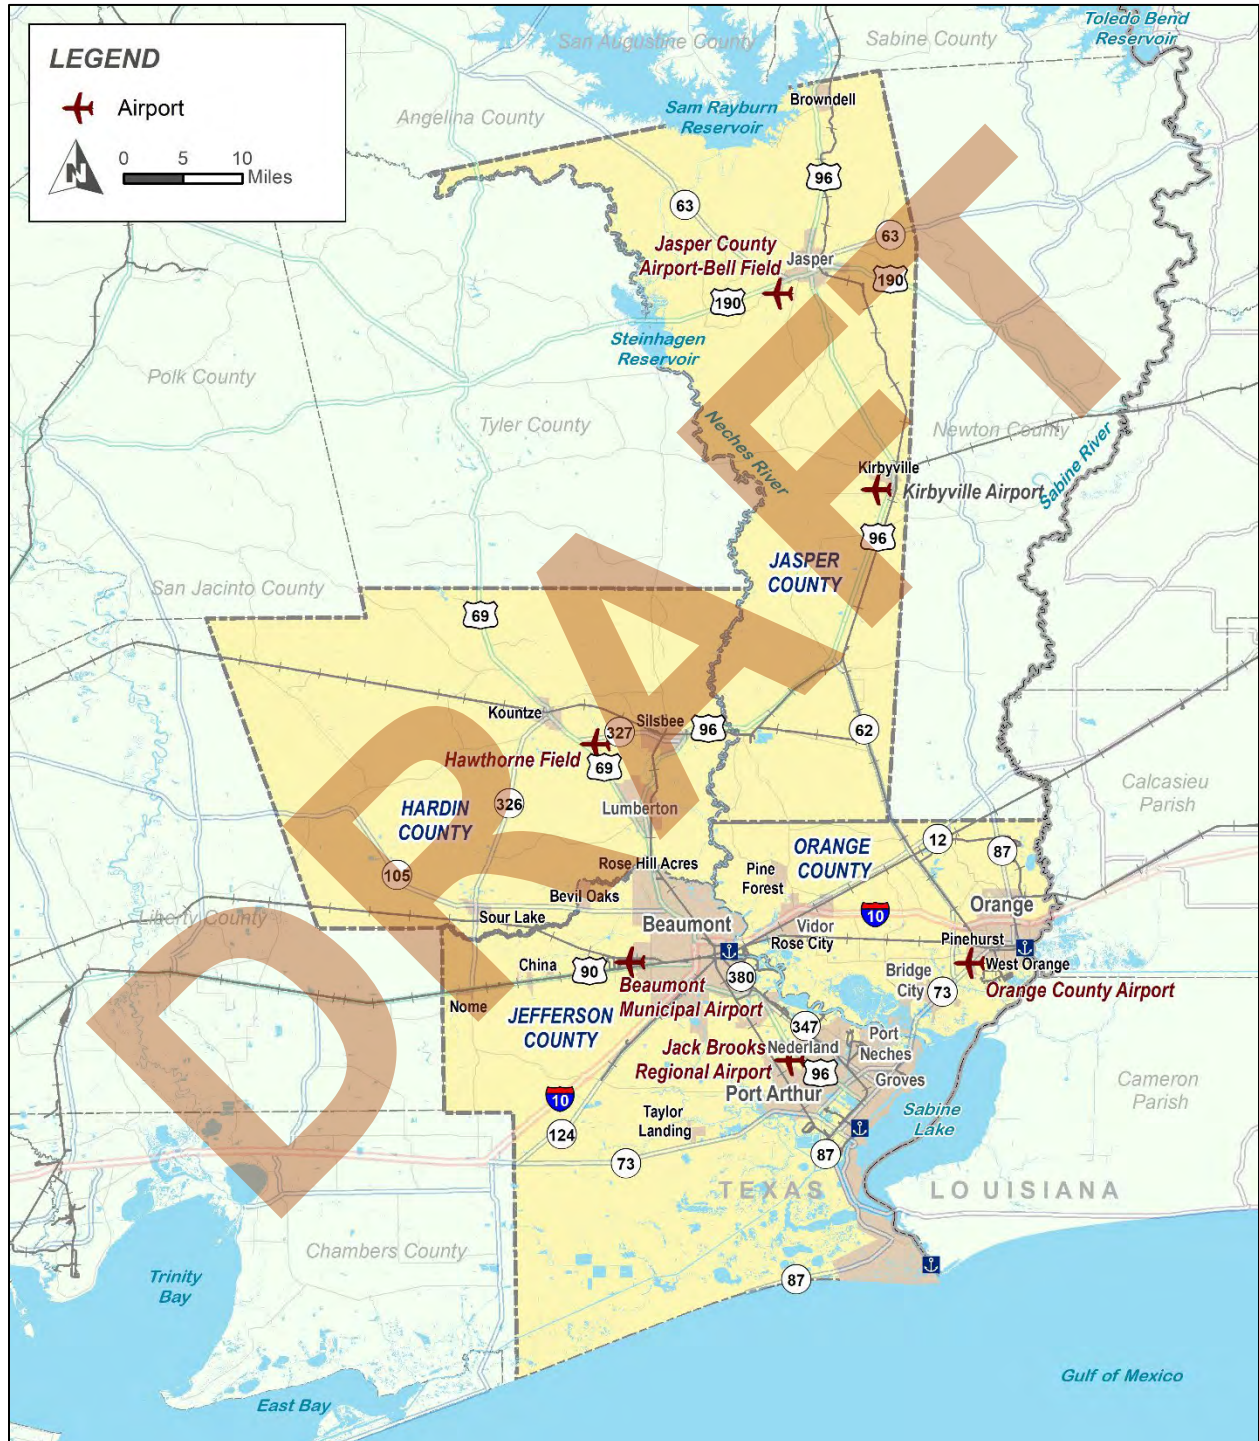 LEGEND
Airport
N
0 5 10
Miles
San Augustine County
Sabine County
Toledo Bend
Reservoir
Angelina County
Sam Rayburn
Reservoir
Browndell
96
63
63
Jasper County
Airport-Bell Field
Jasper
190
190
Steinhagen
Reservoir
Polk County
Tyler County
Neches River
Newton County
Sabine River
Kirbyville
Kirbyville Airport
96
JASPER
COUNTY
San Jacinto County
69
Kountze
327
Silsbee
96
62
Hawthorne Field
69
HARDIN
COUNTY
326
Lumberton
Calcasieu
Parish
12
87
ORANGE
COUNTY
105
Rose Hill Acres
Pine
Forest
Bevil Oaks
Liberty County
Sour Lake
Beaumont
Vidor
10
Orange
Rose City
Pinehurst
West Orange
China
90
380
Bridge
City
73
Orange County Airport
Beaumont
Municipal Airport
Nome
JEFFERSON
COUNTY
347
Port
Neches
Jack Brooks
Regional Airport
Nederland
96
Groves
Port Arthur
Cameron
Parish
10
124
Taylor
Landing
Sabine
Lake
73
87
TEXAS
LOUISIANA
Chambers County
Trinity
Bay
87
East Bay
Gulf of Mexico
DRAFT